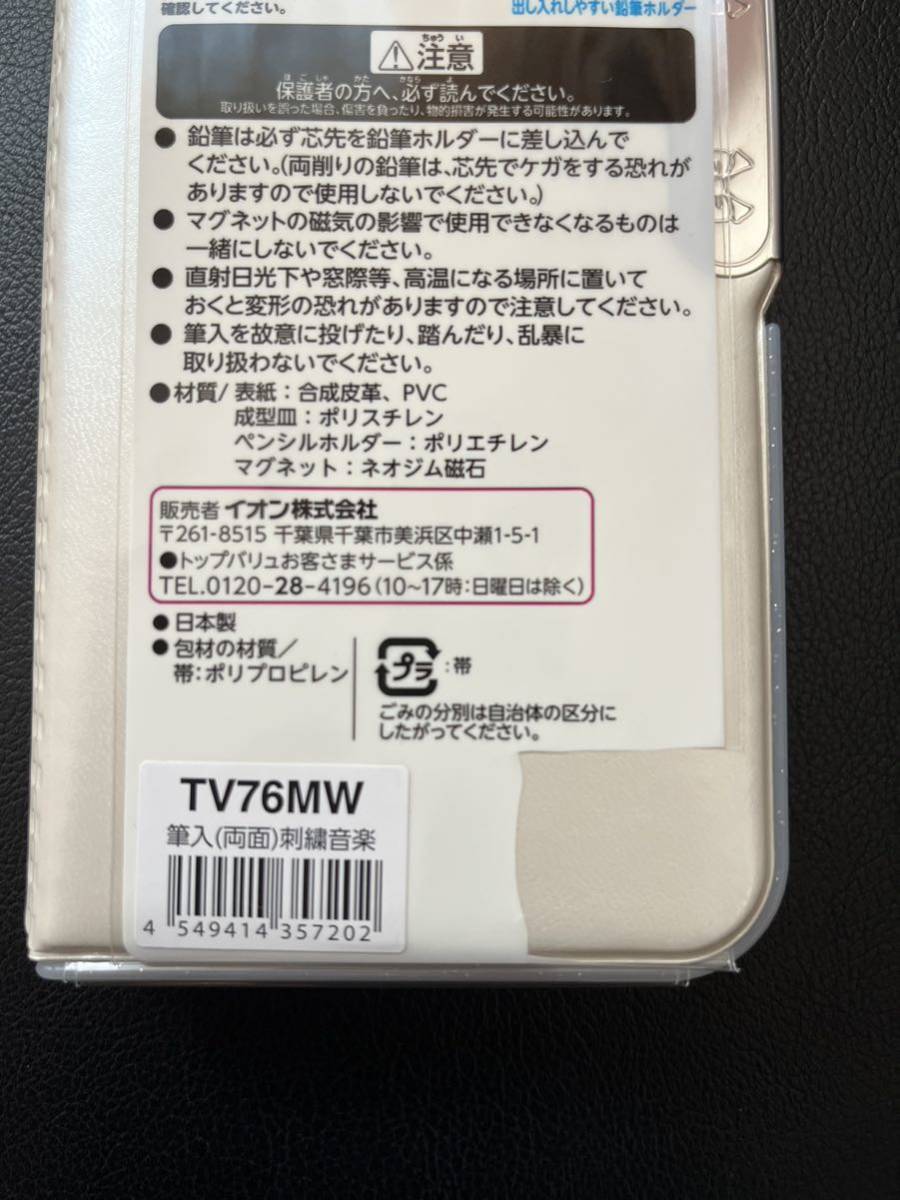 確認してください。
出し入れしやすい鉛筆ホルダー
ちゅう い
注意
ほごしゃ かた かなら よ
保護者の方へ、必ず読んでください。
取り扱いを誤った場合、傷害を負ったり、物的損害が発生する可能性があります。
● 鉛筆は必ず芯先を鉛筆ホルダーに差し込んで
ください。(両削りの鉛筆は、芯先でケガをする恐れが
ありますので使用しないでください。)
● マグネットの磁気の影響で使用できなくなるものは
一緒にしないでください。
● 直射日光下や窓際等、高温になる場所に置いて
おくと変形の恐れがありますので注意してください。
● 筆入を故意に投げたり、踏んだり、乱暴に
取り扱わないでください。
●材質/ 表紙:合成皮革、PVC
成型皿:ポリスチレン
ペンシルホルダー:ポリエチレン
マグネット:ネオジム磁石
販売者 イオン株式会社
〒261-8515 千葉県千葉市美浜区中瀬1-5-1
●トップバリュお客さまサービス係
TEL.0120-28-4196(10~17時:日曜日は除く)
● 日本製
● 包材の材質/
帯:ポリプロピレン
プラ :帯
ごみの分別は自治体の区分に
したがってください。
TV76MW
筆入(両面)刺繍音楽
4 549414 357202